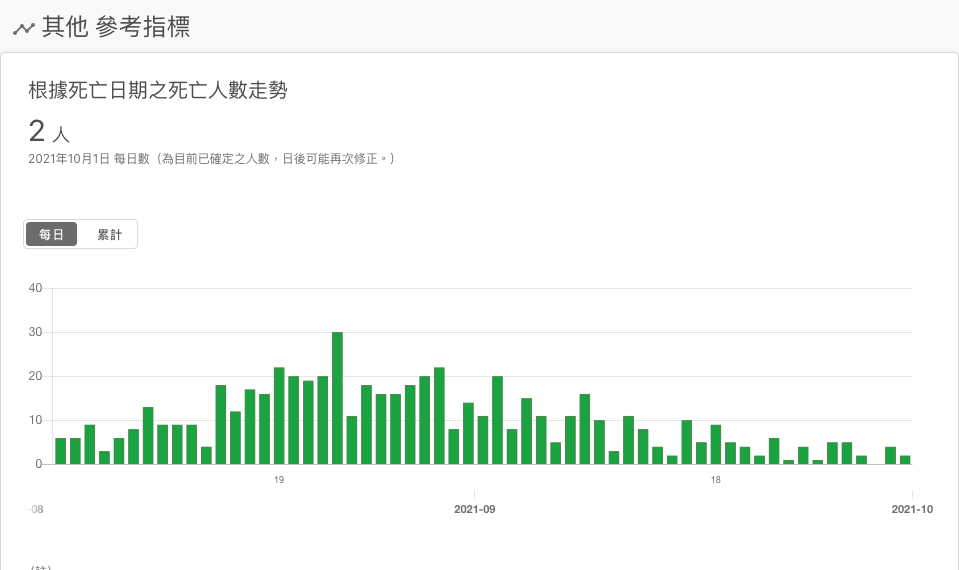 其他 參考指標
根據死亡日期之死亡人數走勢
2 人
2021年10月1日 每日數（為目前已確定之人數，日後可能再次修正。）
每日 累計
40
30
20
10
0
19 18
-08 2021-09 2021-10